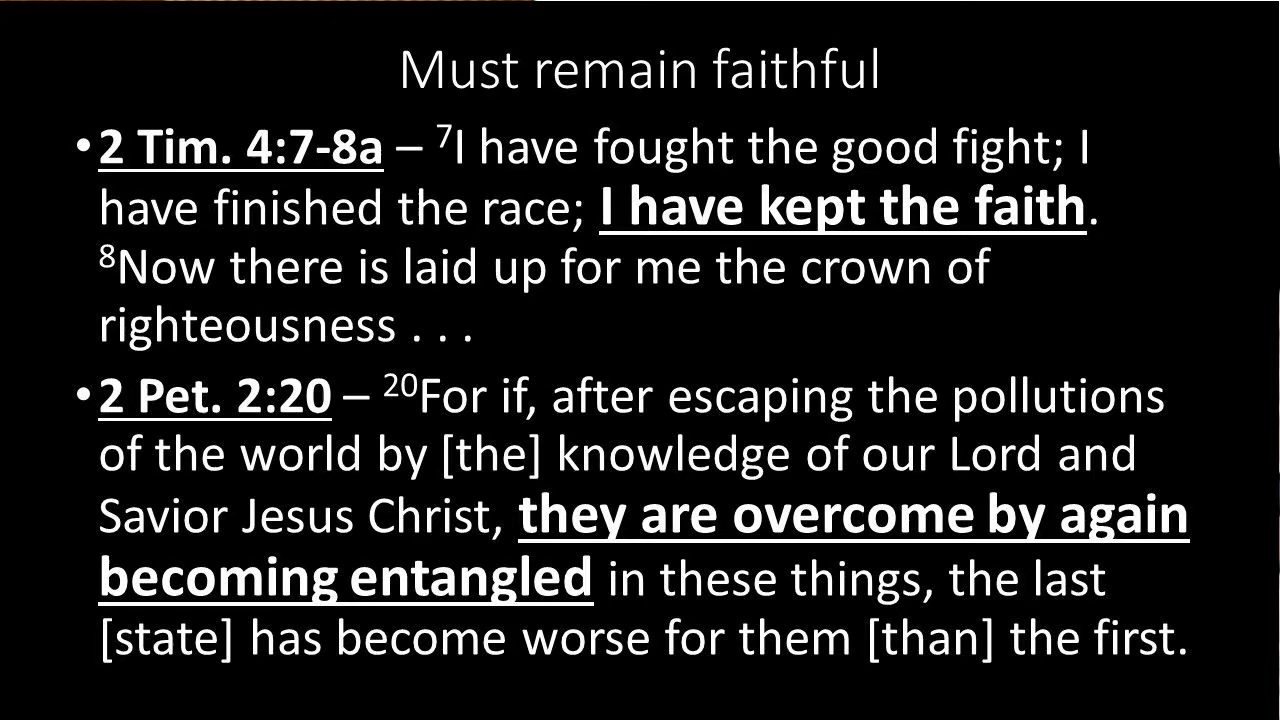 Must remain faithful
• 2 Tim. 4:7-8a – ⁷I have fought the good fight; I
have finished the race; I have kept the faith.
⁸Now there is laid up for me the crown of
righteousness . . .
• 2 Pet. 2:20 – ²⁰For if, after escaping the pollutions
of the world by [the] knowledge of our Lord and
Savior Jesus Christ, they are overcome by again
becoming entangled in these things, the last
[state] has become worse for them [than] the first.